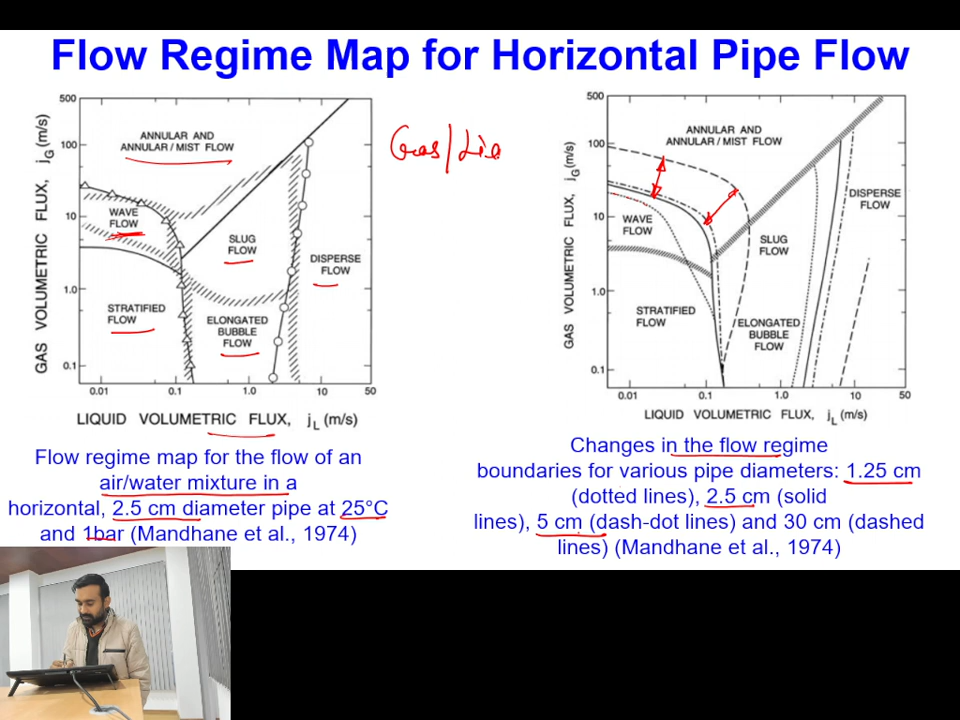 Flow Regime Map for Horizontal Pipe Flow
500
100
10
1.0
0.1
GAS VOLUMETRIC FLUX, jG (m/s)
ANNULAR AND
ANNULAR / MIST FLOW
WAVE
FLOW
SLUG
FLOW
DISPERSE
FLOW
STRATIFIED
FLOW
ELONGATED
BUBBLE
FLOW
0.01 0.1 1.0 10 50
LIQUID VOLUMETRIC FLUX, jL (m/s)
Gas/Liq
500
100
10
1.0
0.1
GAS VOLUMETRIC FLUX, jG (m/s)
ANNULAR AND
ANNULAR / MIST FLOW
WAVE
FLOW
SLUG
FLOW
DISPERSE
FLOW
STRATIFIED
FLOW
ELONGATED
BUBBLE
FLOW
0.01 0.1 1.0 10 50
LIQUID VOLUMETRIC FLUX, jL (m/s)
Flow regime map for the flow of an
air/water mixture in a
horizontal, 2.5 cm diameter pipe at 25°C
and 1bar (Mandhane et al., 1974)
Changes in the flow regime
boundaries for various pipe diameters: 1.25 cm
(dotted lines), 2.5 cm (solid
lines), 5 cm (dash-dot lines) and 30 cm (dashed
lines) (Mandhane et al., 1974)